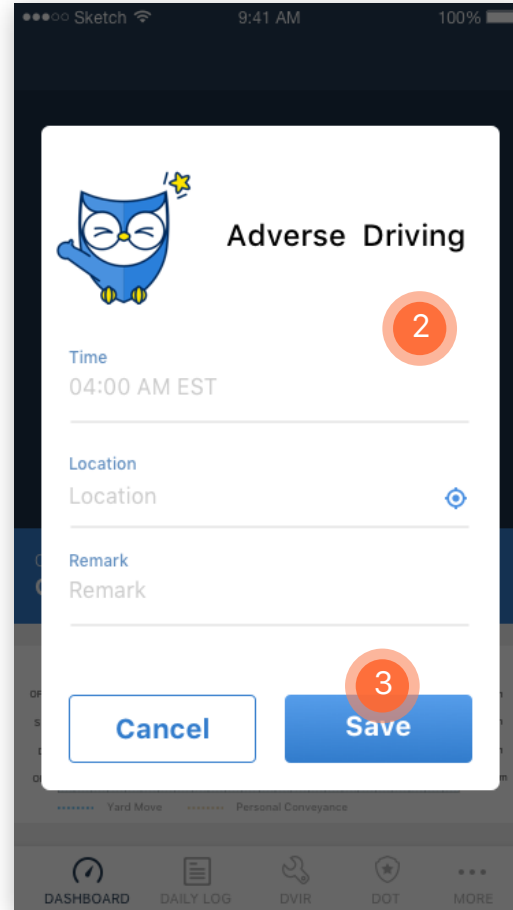 Sketch 9:41 AM 100%
Adverse Driving
2
Time
04:00 AM EST
Location
Location
Remark
Remark
3
Cancel Save
Yard Move Personal Conveyance
DASHBOARD DAILY LOG DVIR DOT MORE